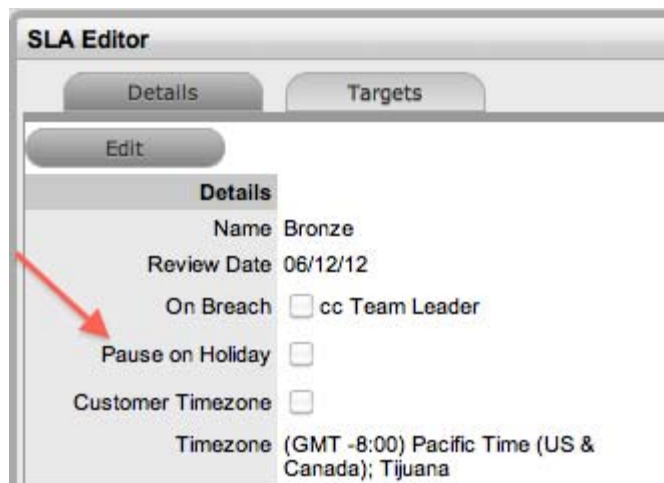 SLA Editor
Details Targets
Edit
Details
Name Bronze
Review Date 06/12/12
On Breach cc Team Leader
Pause on Holiday
Customer Timezone
Timezone (GMT -8:00) Pacific Time (US &
Canada); Tijuana